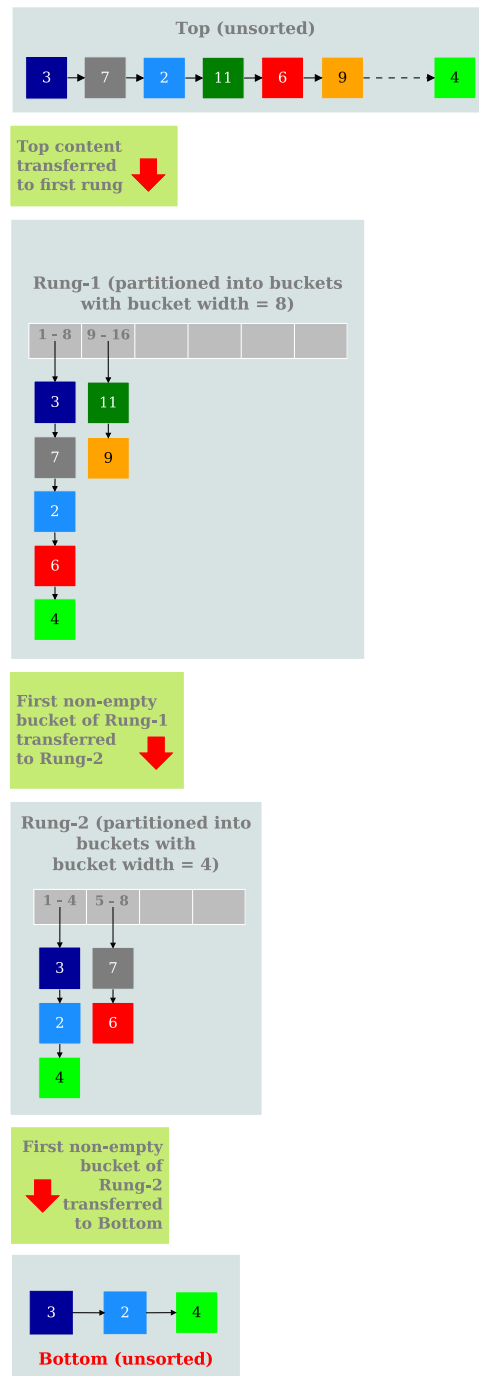 Top (unsorted)
3 7 2 11 6 9 4
Top content
transferred
to first rung
Rung-1 (partitioned into buckets
with bucket width = 8)
1 - 8 9 - 16
3 11
7 9
2
6
4
First non-empty
bucket of Rung-1
transferred
to Rung-2
Rung-2 (partitioned into
buckets with
bucket width = 4)
1 - 4 5 - 8
3 7
2 6
4
First non-empty
bucket of
Rung-2
transferred
to Bottom
3 2 4
Bottom (unsorted)